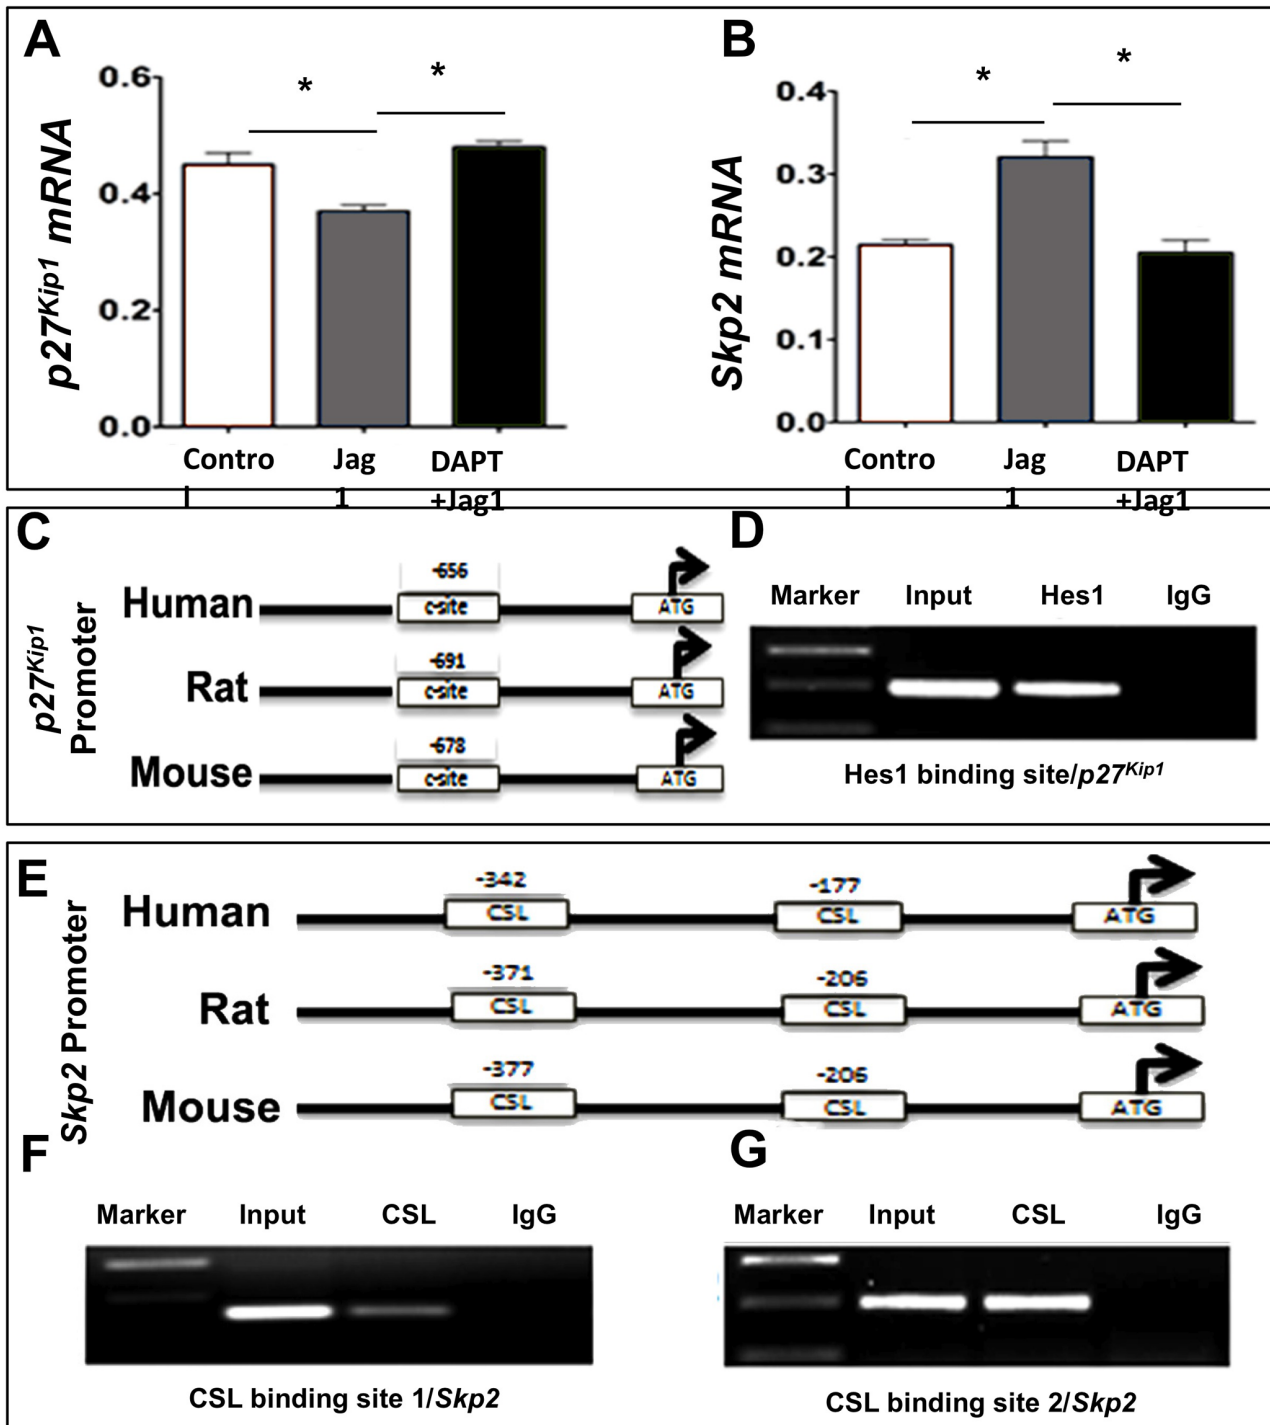 A
0.6
0.4
0.2
0.0
p27Kip1 mRNA
*
*
Contro
l
Jag
1
DAPT
+Jag1
B
0.4
0.3
0.2
0.1
0.0
Skp2 mRNA
*
*
Contro
l
Jag
1
DAPT
+Jag1
C
p27Kip1
Promoter
-656
Human
c-site
ATG
-691
Rat
c-site
ATG
-678
Mouse
c-site
ATG
D
Marker Input Hes1 IgG
Hes1 binding site/p27Kip1
E
Skp2 Promoter
-342 -177
Human CSL CSL ATG
-371 -206
Rat CSL CSL ATG
-377 -206
Mouse CSL CSL ATG
F
Marker Input CSL IgG
CSL binding site 1/Skp2
G
Marker Input CSL IgG
CSL binding site 2/Skp2